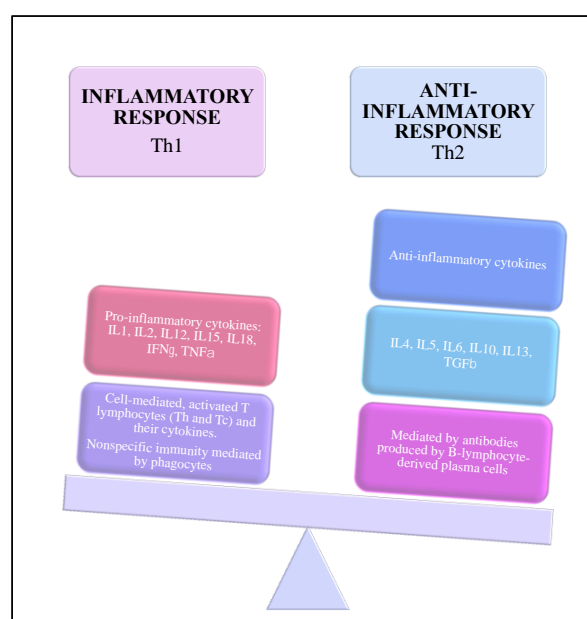 INFLAMMATORY
RESPONSE
Th1
ANTI-
INFLAMMATORY
RESPONSE
Th2
Pro-inflammatory cytokines:
IL1, IL2, IL12, IL15, IL18,
IFNg, TNFa
Cell-mediated, activated T
lymphocytes (Th and Tc) and
their cytokines.
Nonspecific immunity mediated
by phagocytes
Anti-inflammatory cytokines
IL4, IL5, IL6, IL10, IL13,
TGFb
Mediated by antibodies
produced by B-lymphocyte-
derived plasma cells